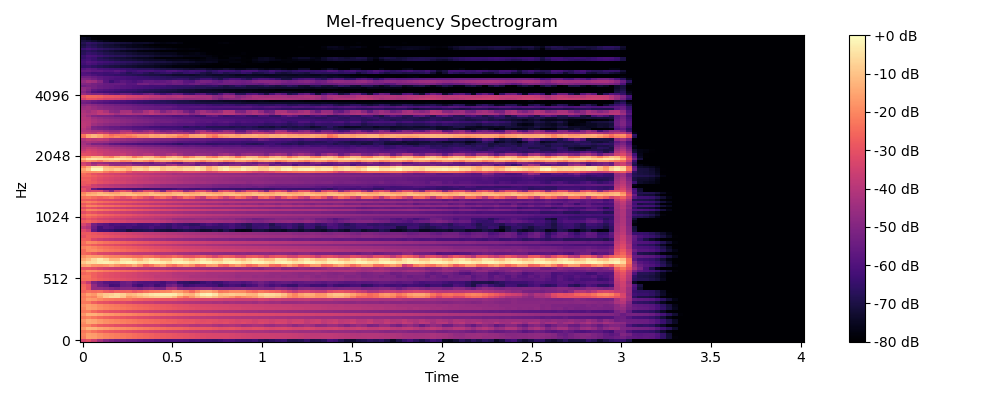 Mel-frequency Spectrogram
+0 dB
-10 dB
-20 dB
-30 dB
-40 dB
-50 dB
-60 dB
-70 dB
-80 dB
4096
2048
1024
512
0
Hz
0 0.5 1 1.5 2 2.5 3 3.5 4
Time